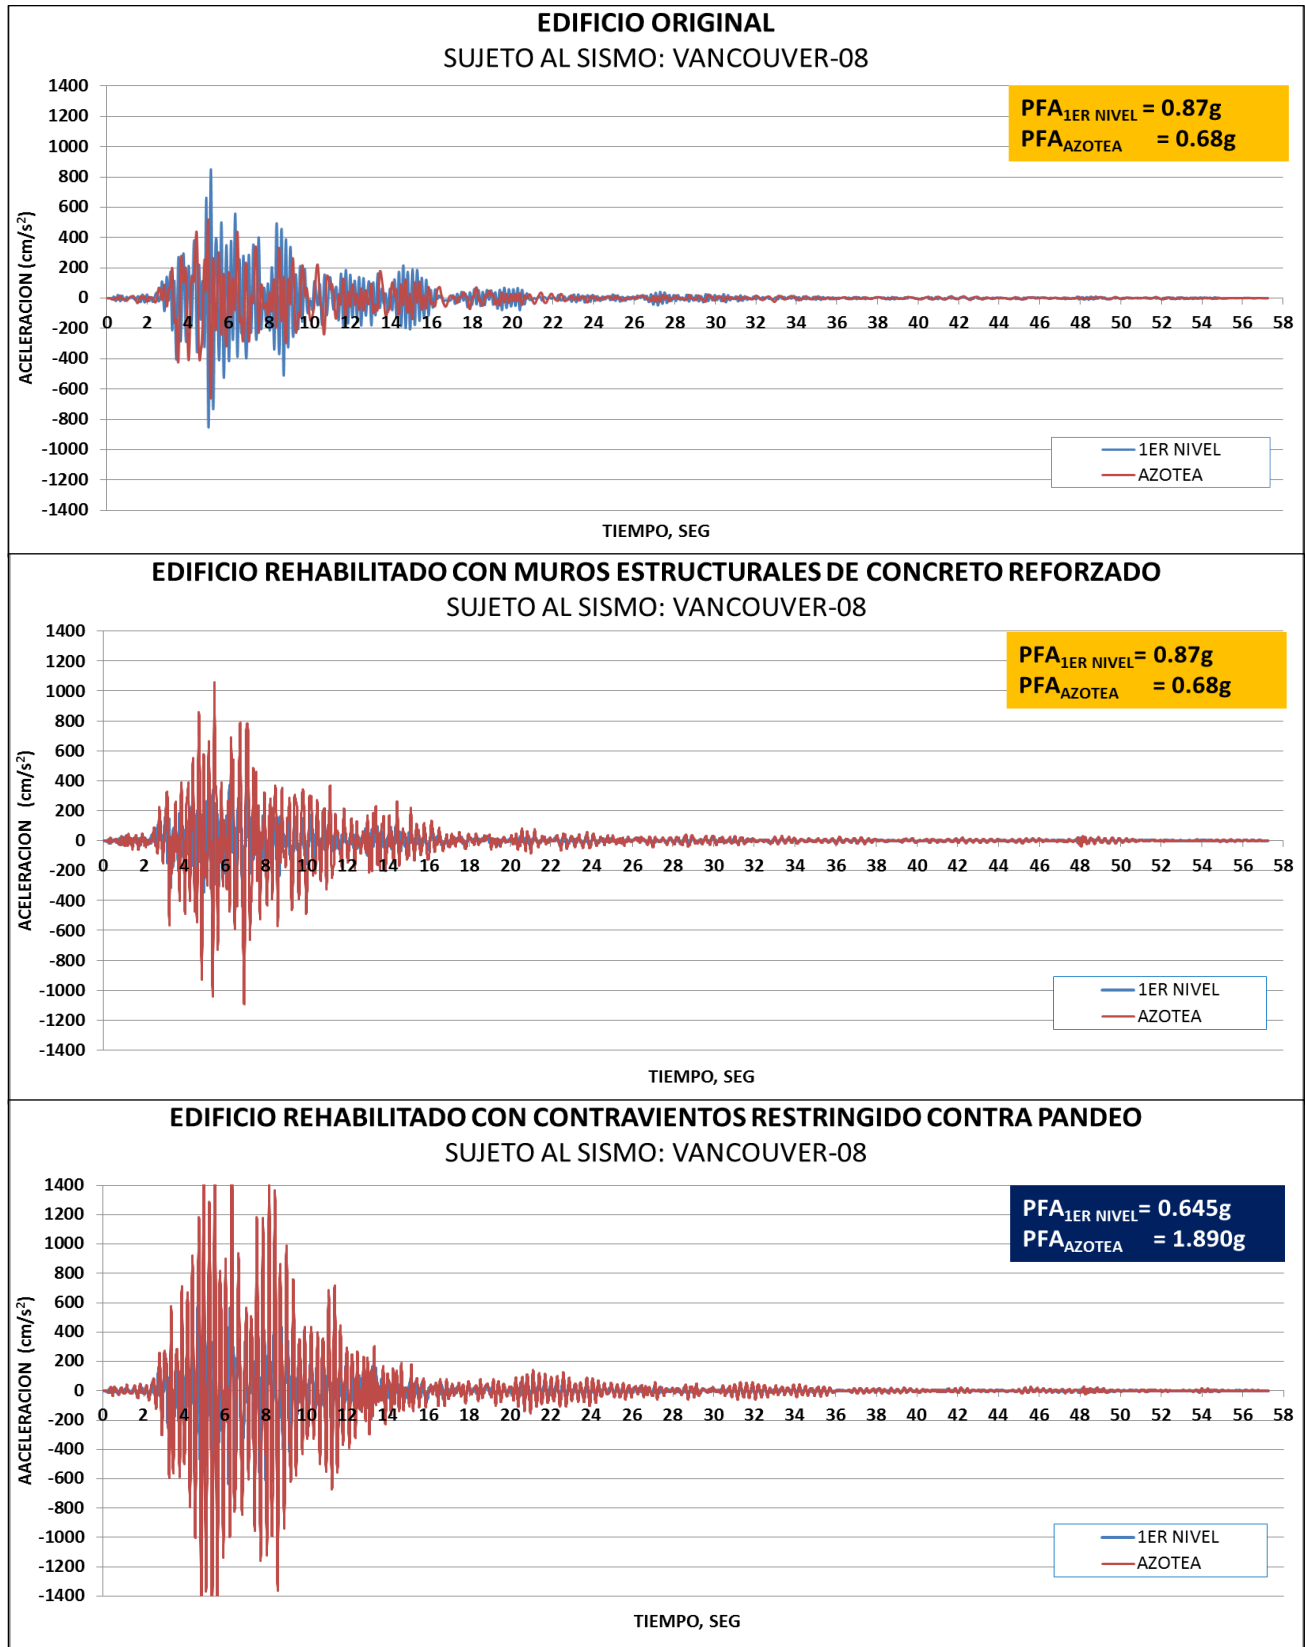 EDIFICIO ORIGINAL
SUJETO AL SISMO: VANCOUVER-08
PFA1ER NIVEL = 0.87g
PFAAZOTEA = 0.68g
ACELERACION (cm/s²)
1400
1200
1000
800
600
400
200
0
-200
-400
-600
-800
-1000
-1200
-1400
0 2 4 6 8 10 12 14 16 18 20 22 24 26 28 30 32 34 36 38 40 42 44 46 48 50 52 54 56 58
1ER NIVEL
AZOTEA
TIEMPO, SEG
EDIFICIO REHABILITADO CON MUROS ESTRUCTURALES DE CONCRETO REFORZADO
SUJETO AL SISMO: VANCOUVER-08
PFA1ER NIVEL= 0.87g
PFAAZOTEA = 0.68g
ACELERACION (cm/s²)
1400
1200
1000
800
600
400
200
0
-200
-400
-600
-800
-1000
-1200
-1400
0 2 4 6 8 10 12 14 16 18 20 22 24 26 28 30 32 34 36 38 40 42 44 46 48 50 52 54 56 58
1ER NIVEL
AZOTEA
TIEMPO, SEG
EDIFICIO REHABILITADO CON CONTRAVIENTOS RESTRINGIDO CONTRA PANDEO
SUJETO AL SISMO: VANCOUVER-08
PFA1ER NIVEL= 0.645g
PFAAZOTEA = 1.890g
AACELERACION (cm/s²)
1400
1200
1000
800
600
400
200
0
-200
-400
-600
-800
-1000
-1200
-1400
0 2 4 6 8 10 12 14 16 18 20 22 24 26 28 30 32 34 36 38 40 42 44 46 48 50 52 54 56 58
1ER NIVEL
AZOTEA
TIEMPO, SEG